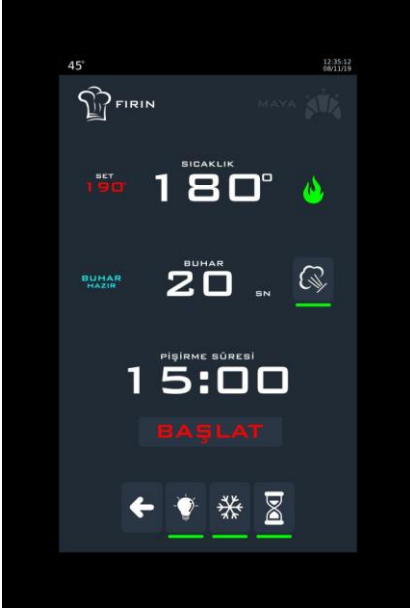 45°
12:35:12
08/11/19
FIRIN
MAYA
SICAKLIK
SET
190°
180°
BUHAR
BUHAR
HAZIR
20 SN
PİŞİRME SÜRESİ
15:00
BAŞLAT